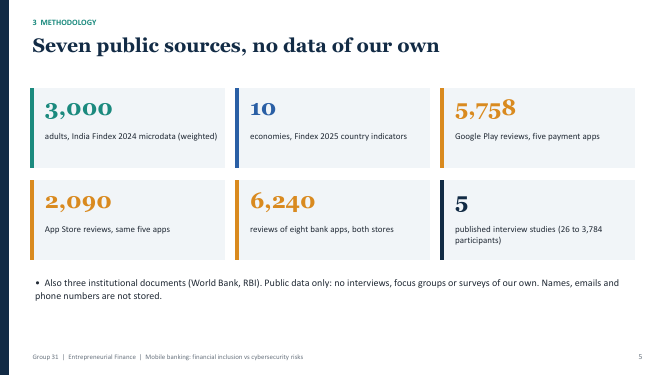 3 METHODOLOGY
Seven public sources, no data of our own
3,000
adults, India Findex 2024 microdata (weighted)
10
economies, Findex 2025 country indicators
5,758
Google Play reviews, five payment apps
2,090
App Store reviews, same five apps
6,240
reviews of eight bank apps, both stores
5
published interview studies (26 to 3,784
participants)
• Also three institutional documents (World Bank, RBI). Public data only: no interviews, focus groups or surveys of our own. Names, emails and
phone numbers are not stored.
Group 31 | Entrepreneurial Finance | Mobile banking: financial inclusion vs cybersecurity risks
5